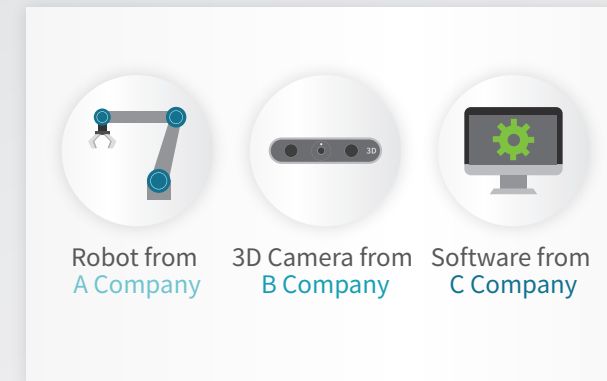 3D
Robot from
A Company
3D Camera from
B Company
Software from
C Company